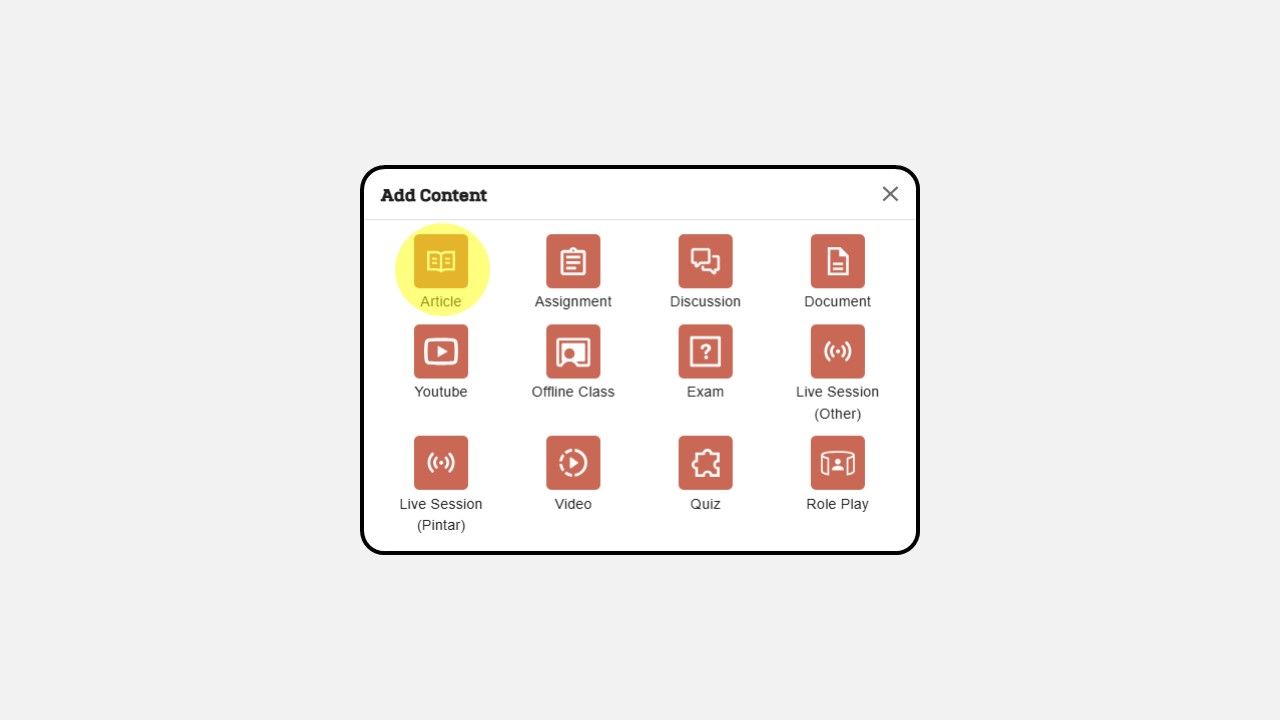 Add Content
Article
Assignment
Discussion
Document
Youtube
Offline Class
Exam
Live Session
(Other)
Live Session
(Pintar)
Video
Quiz
Role Play